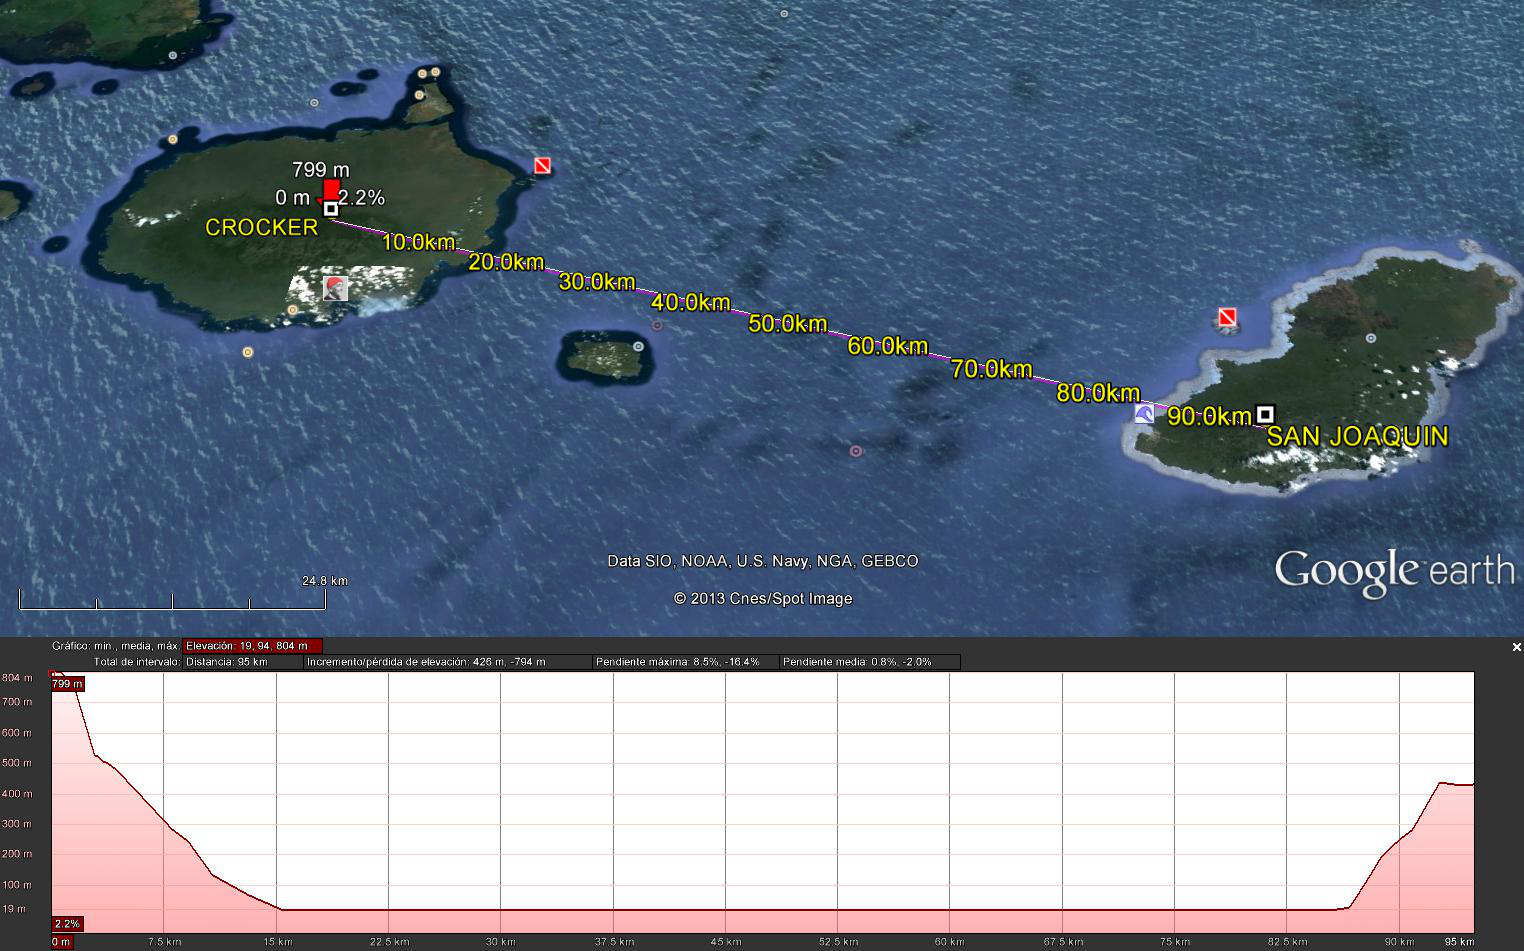 799 m
0 m 2.2%
CROCKER
10.0km
20.0km
30.0km
40.0km
50.0km
60.0km
70.0km
80.0km
90.0km
SAN JOAQUIN
Data SIO, NOAA, U.S. Navy, NGA, GEBCO
© 2013 Cnes/Spot Image
Google earth
24.8 km
Gráfico: mín., media, máx. Elevación: 19, 94, 804 m
Total de intervalo: Distancia: 95 km Incremento/pérdida de elevación: 426 m, -794 m Pendiente máxima: 8.5%, -16.4% Pendiente media: 0.8%, -2.0%
804 m
799 m
700 m
600 m
500 m
400 m
300 m
200 m
100 m
19 m
2.2%
0 m 7.5 km 15 km 22.5 km 30 km 37.5 km 45 km 52.5 km 60 km 67.5 km 75 km 82.5 km 90 km 95 km